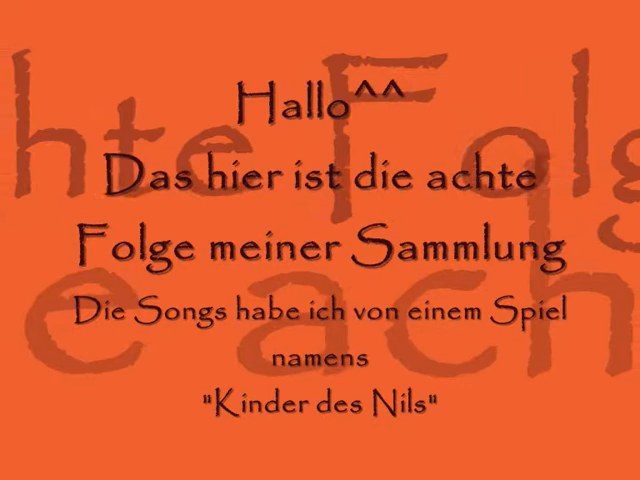 Hallo^^
Das hier ist die achte
Folge meiner Sammlung
Die Songs habe ich von einem Spiel
namens
"Kinder des Nils"